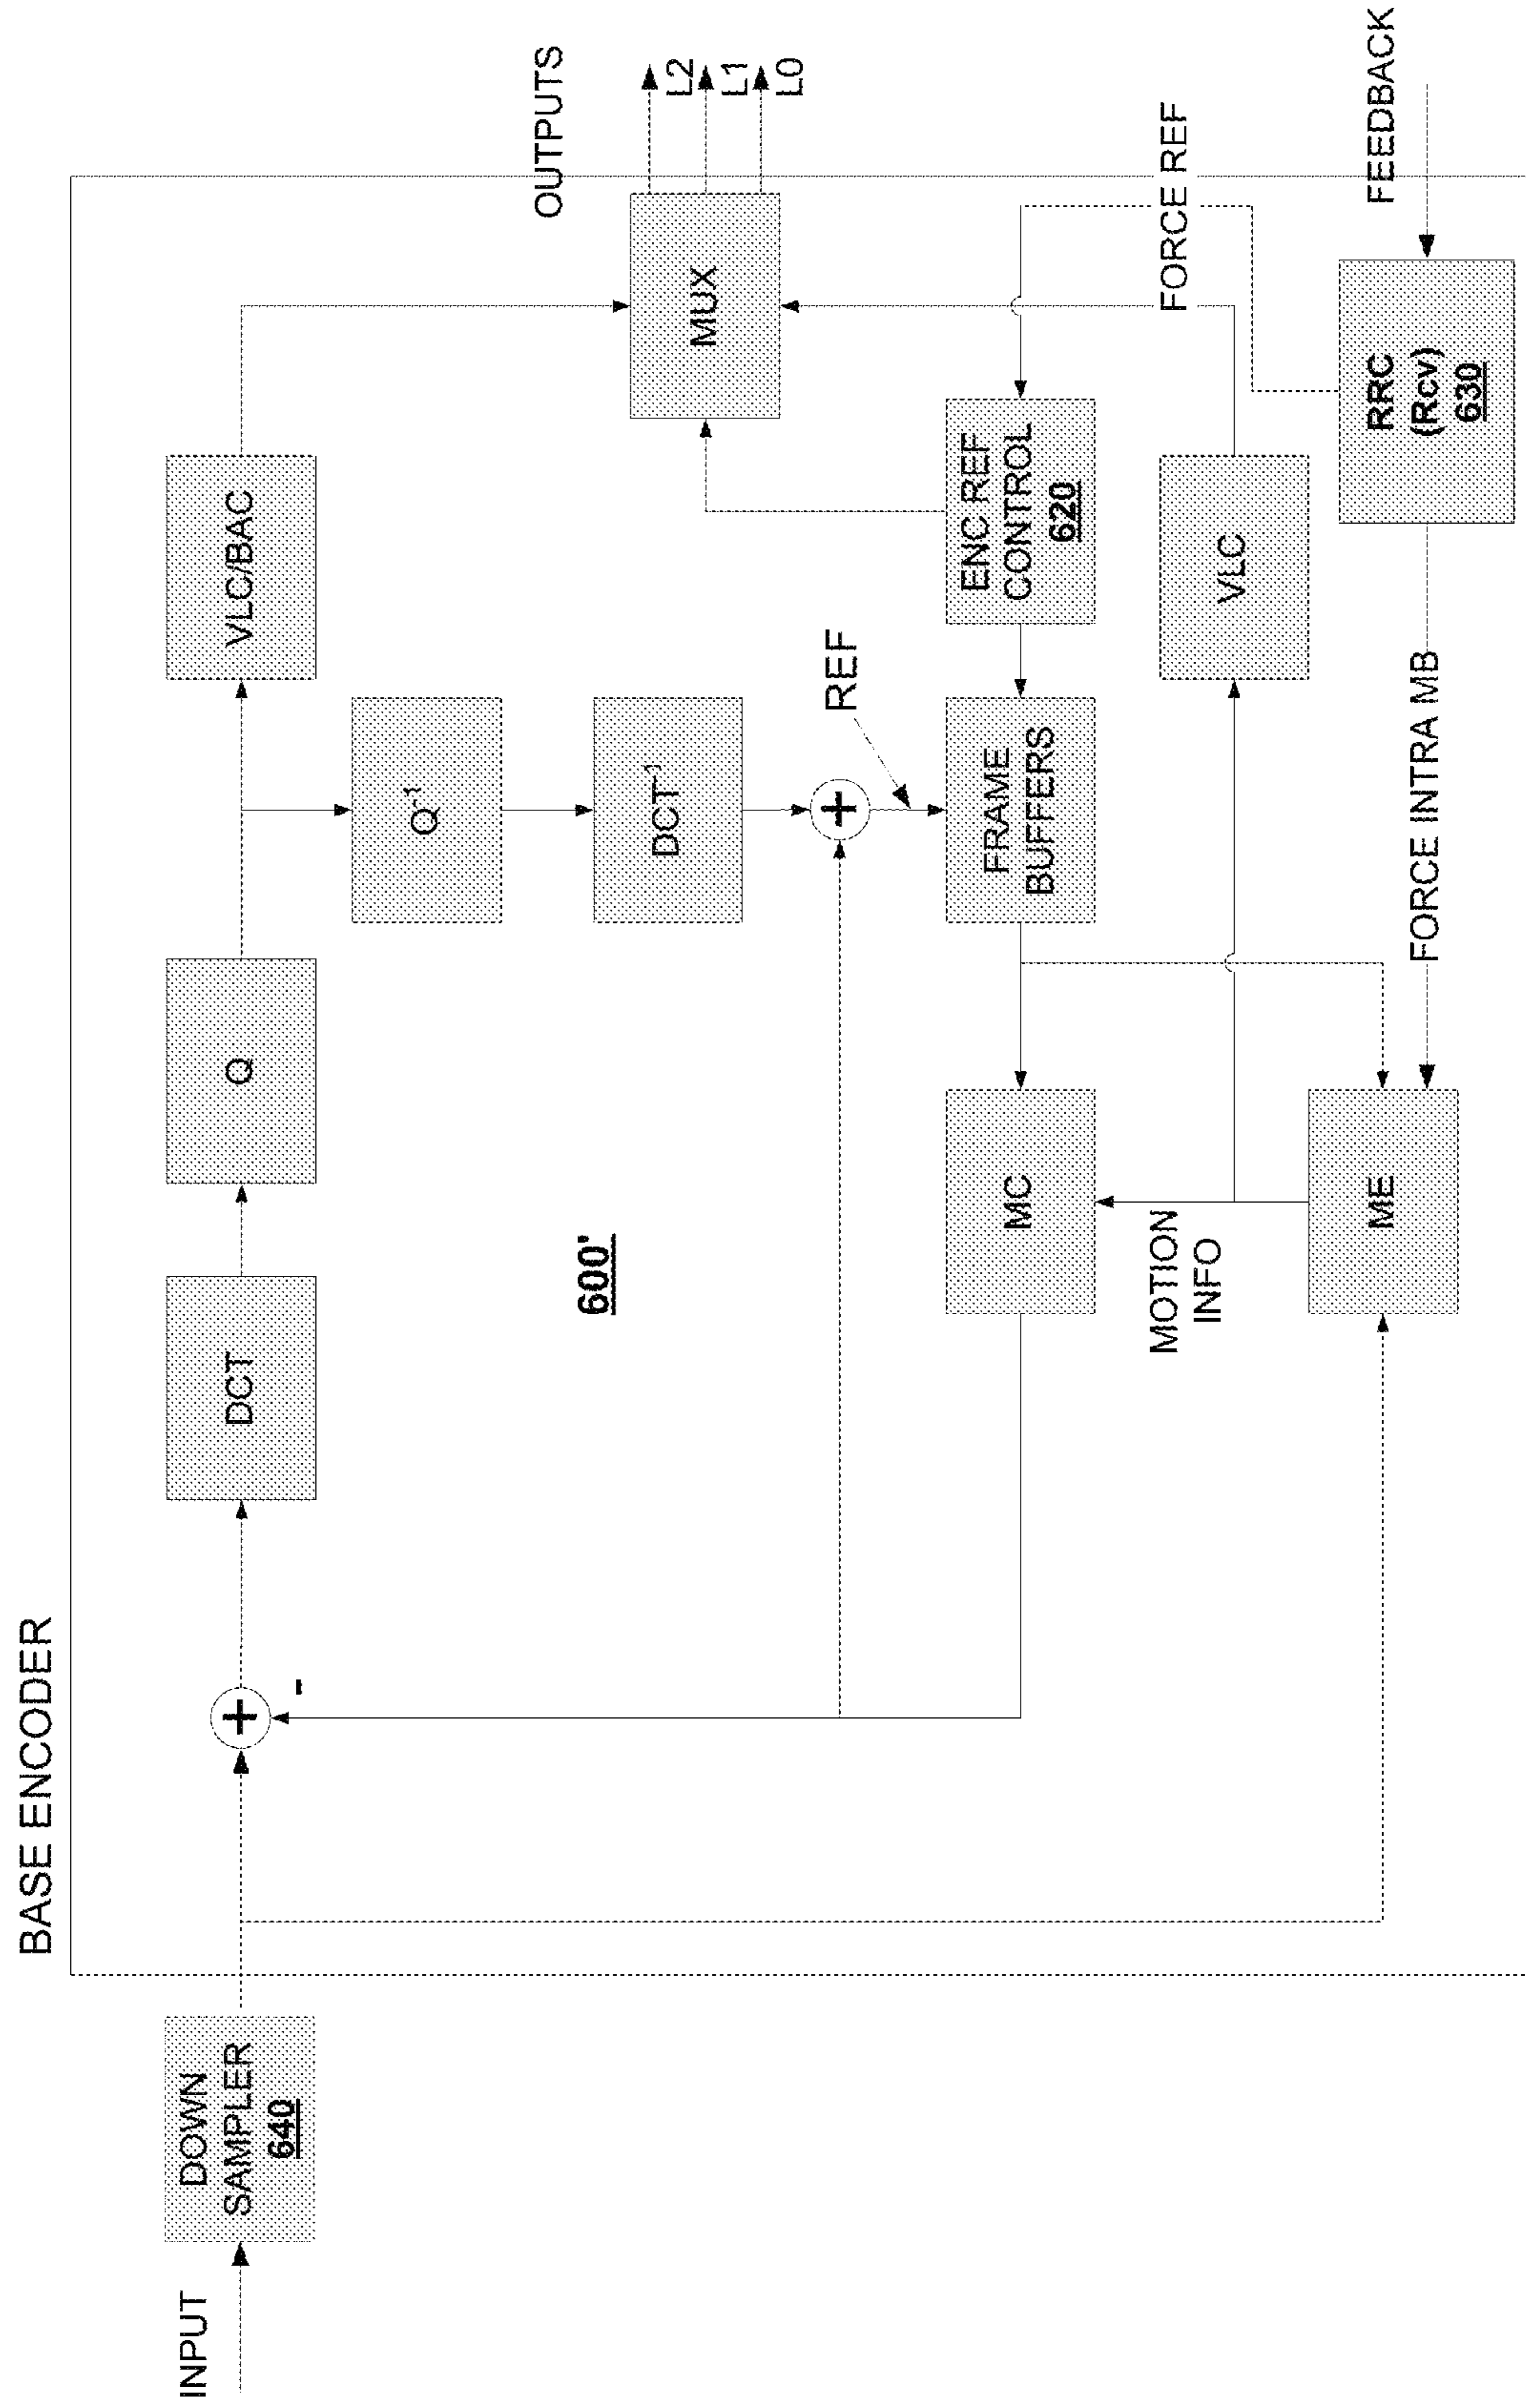 BASE ENCODER
INPUT
DOWN
SAMPLER
640
+
-
DCT
Q
VLC/BAC
Q-1
DCT-1
+
REF
600'
OUTPUTS
L2
L1
L0
MUX
MC
FRAME
BUFFERS
ENC REF
CONTROL
620
FORCE REF
MOTION
INFO
VLC
ME
FORCE INTRA MB
RRC
(Rcv)
630
FEEDBACK